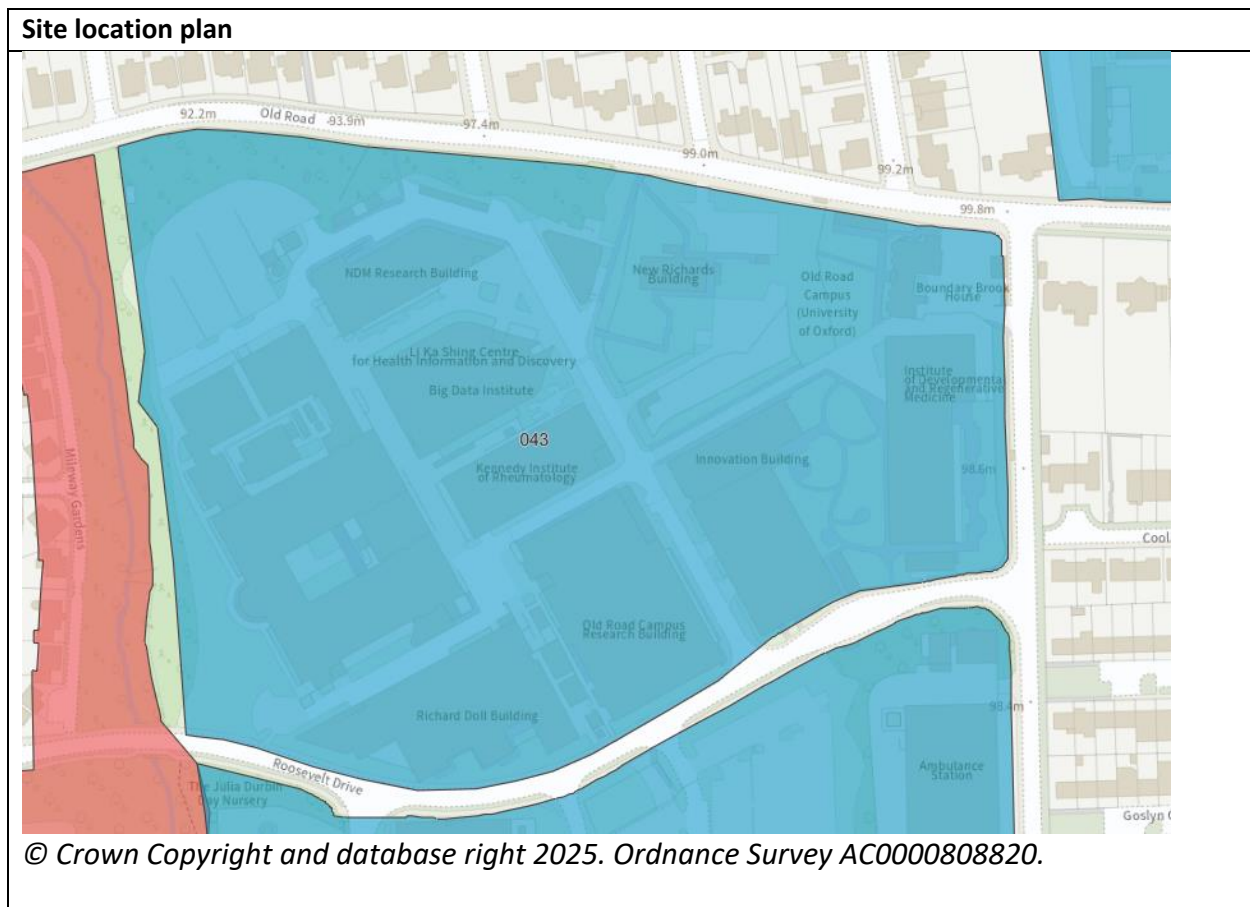 Site location plan
92.2m
Old Road
93.9m
97.4m
99.0m
99.2m
99.8m
NDM Research Building
New Richards
Building
Old Road
Campus
(University
of Oxford)
Boundary Brook
House
Li Ka Shing Centre
for Health Information and Discovery
Big Data Institute
Institute
of Developmental
and Regenerative
Medicine
043
Mileway Gardens
Kennedy Institute
of Rheumatology
Innovation Building
98.6m
Cool
Old Road Campus
Research Building
98.4m
Richard Doll Building
Roosevelt Drive
The Julia Durbin
Day Nursery
Ambulance
Station
Goslyn
© Crown Copyright and database right 2025. Ordnance Survey AC0000808820.